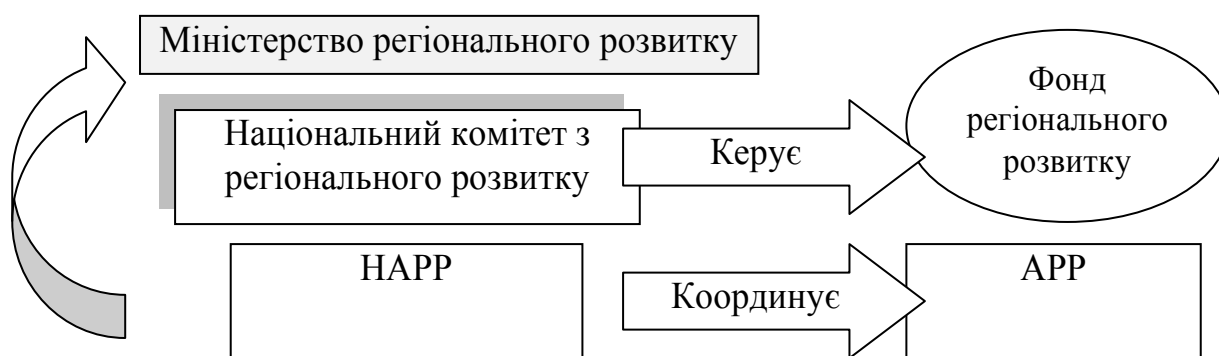 Міністерство регіонального розвитку
Національний комітет з
регіонального розвитку
Керує
Фонд
регіонального
розвитку
НАРР
Координує
АРР